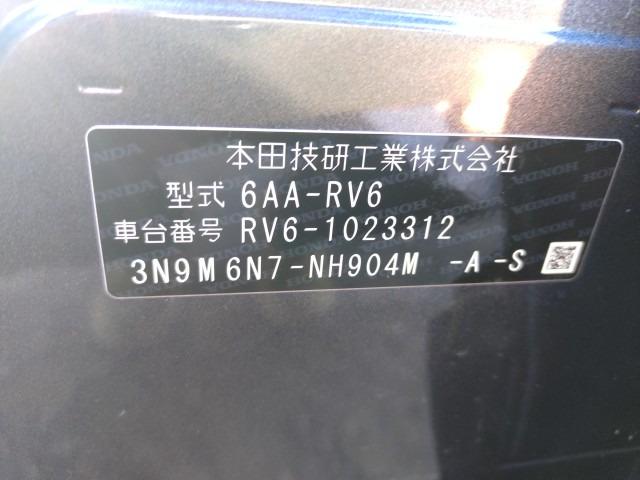 本田技研工業株式会社
型式 6AA-RV6
車台番号 RV6-1023312
3N9M6N7-NH904M -A -S